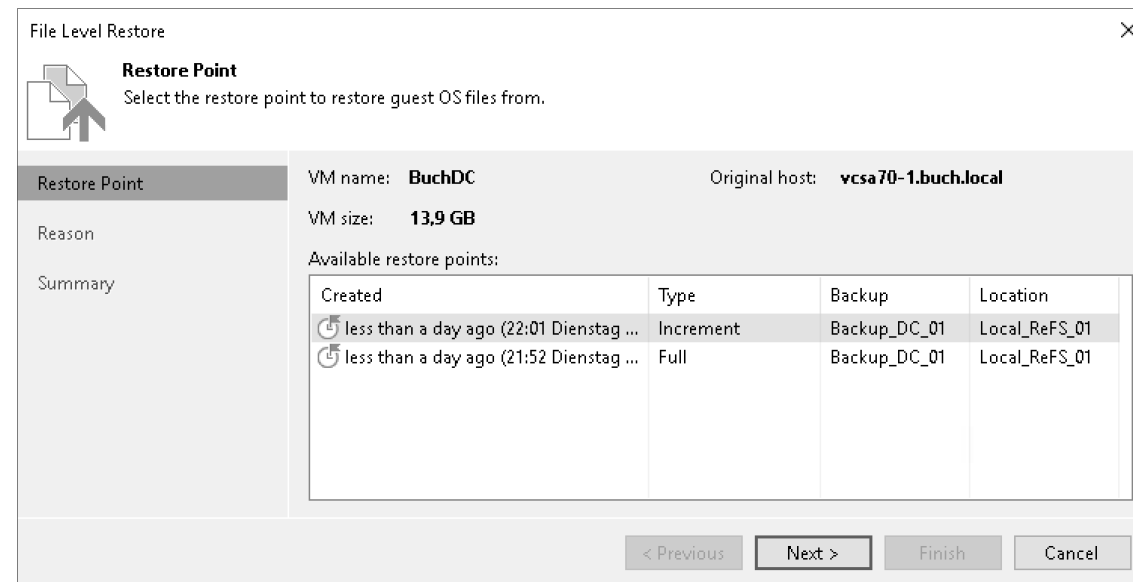 File Level Restore
Restore Point
Select the restore point to restore guest OS files from.
Restore Point
Reason
Summary
VM name: BuchDC Original host: vcsa70-1.buch.local
VM size: 13,9 GB
Available restore points:
Created Type Backup Location
less than a day ago (22:01 Dienstag ... Increment Backup_DC_01 Local_ReFS_01
less than a day ago (21:52 Dienstag ... Full Backup_DC_01 Local_ReFS_01
< Previous Next > Finish Cancel